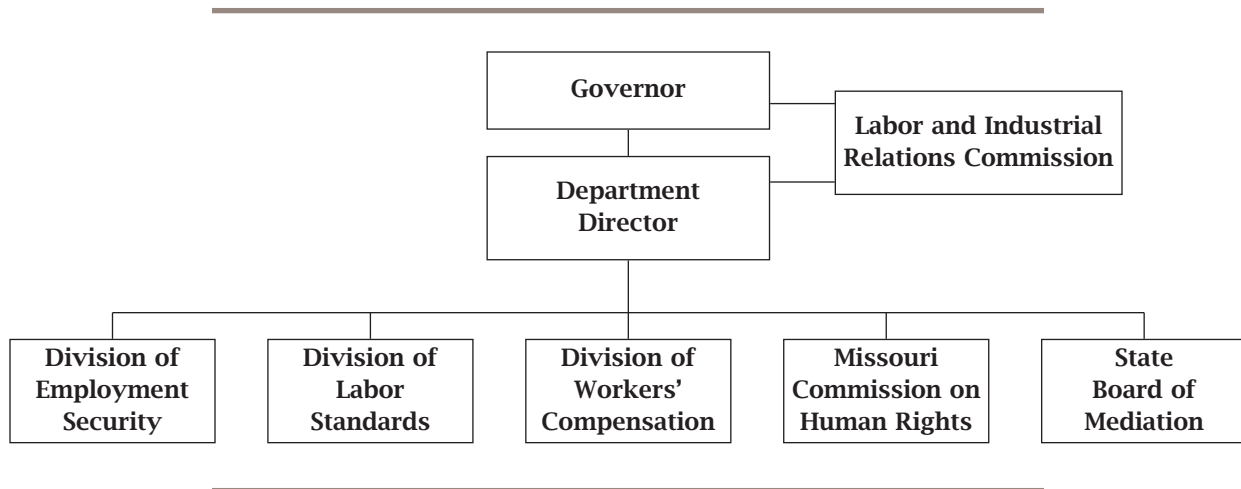 Governor
Labor and Industrial
Relations Commission
Department
Director
Division of
Employment
Security
Division of
Labor
Standards
Division of
Workers’
Compensation
Missouri
Commission on
Human Rights
State
Board of
Mediation